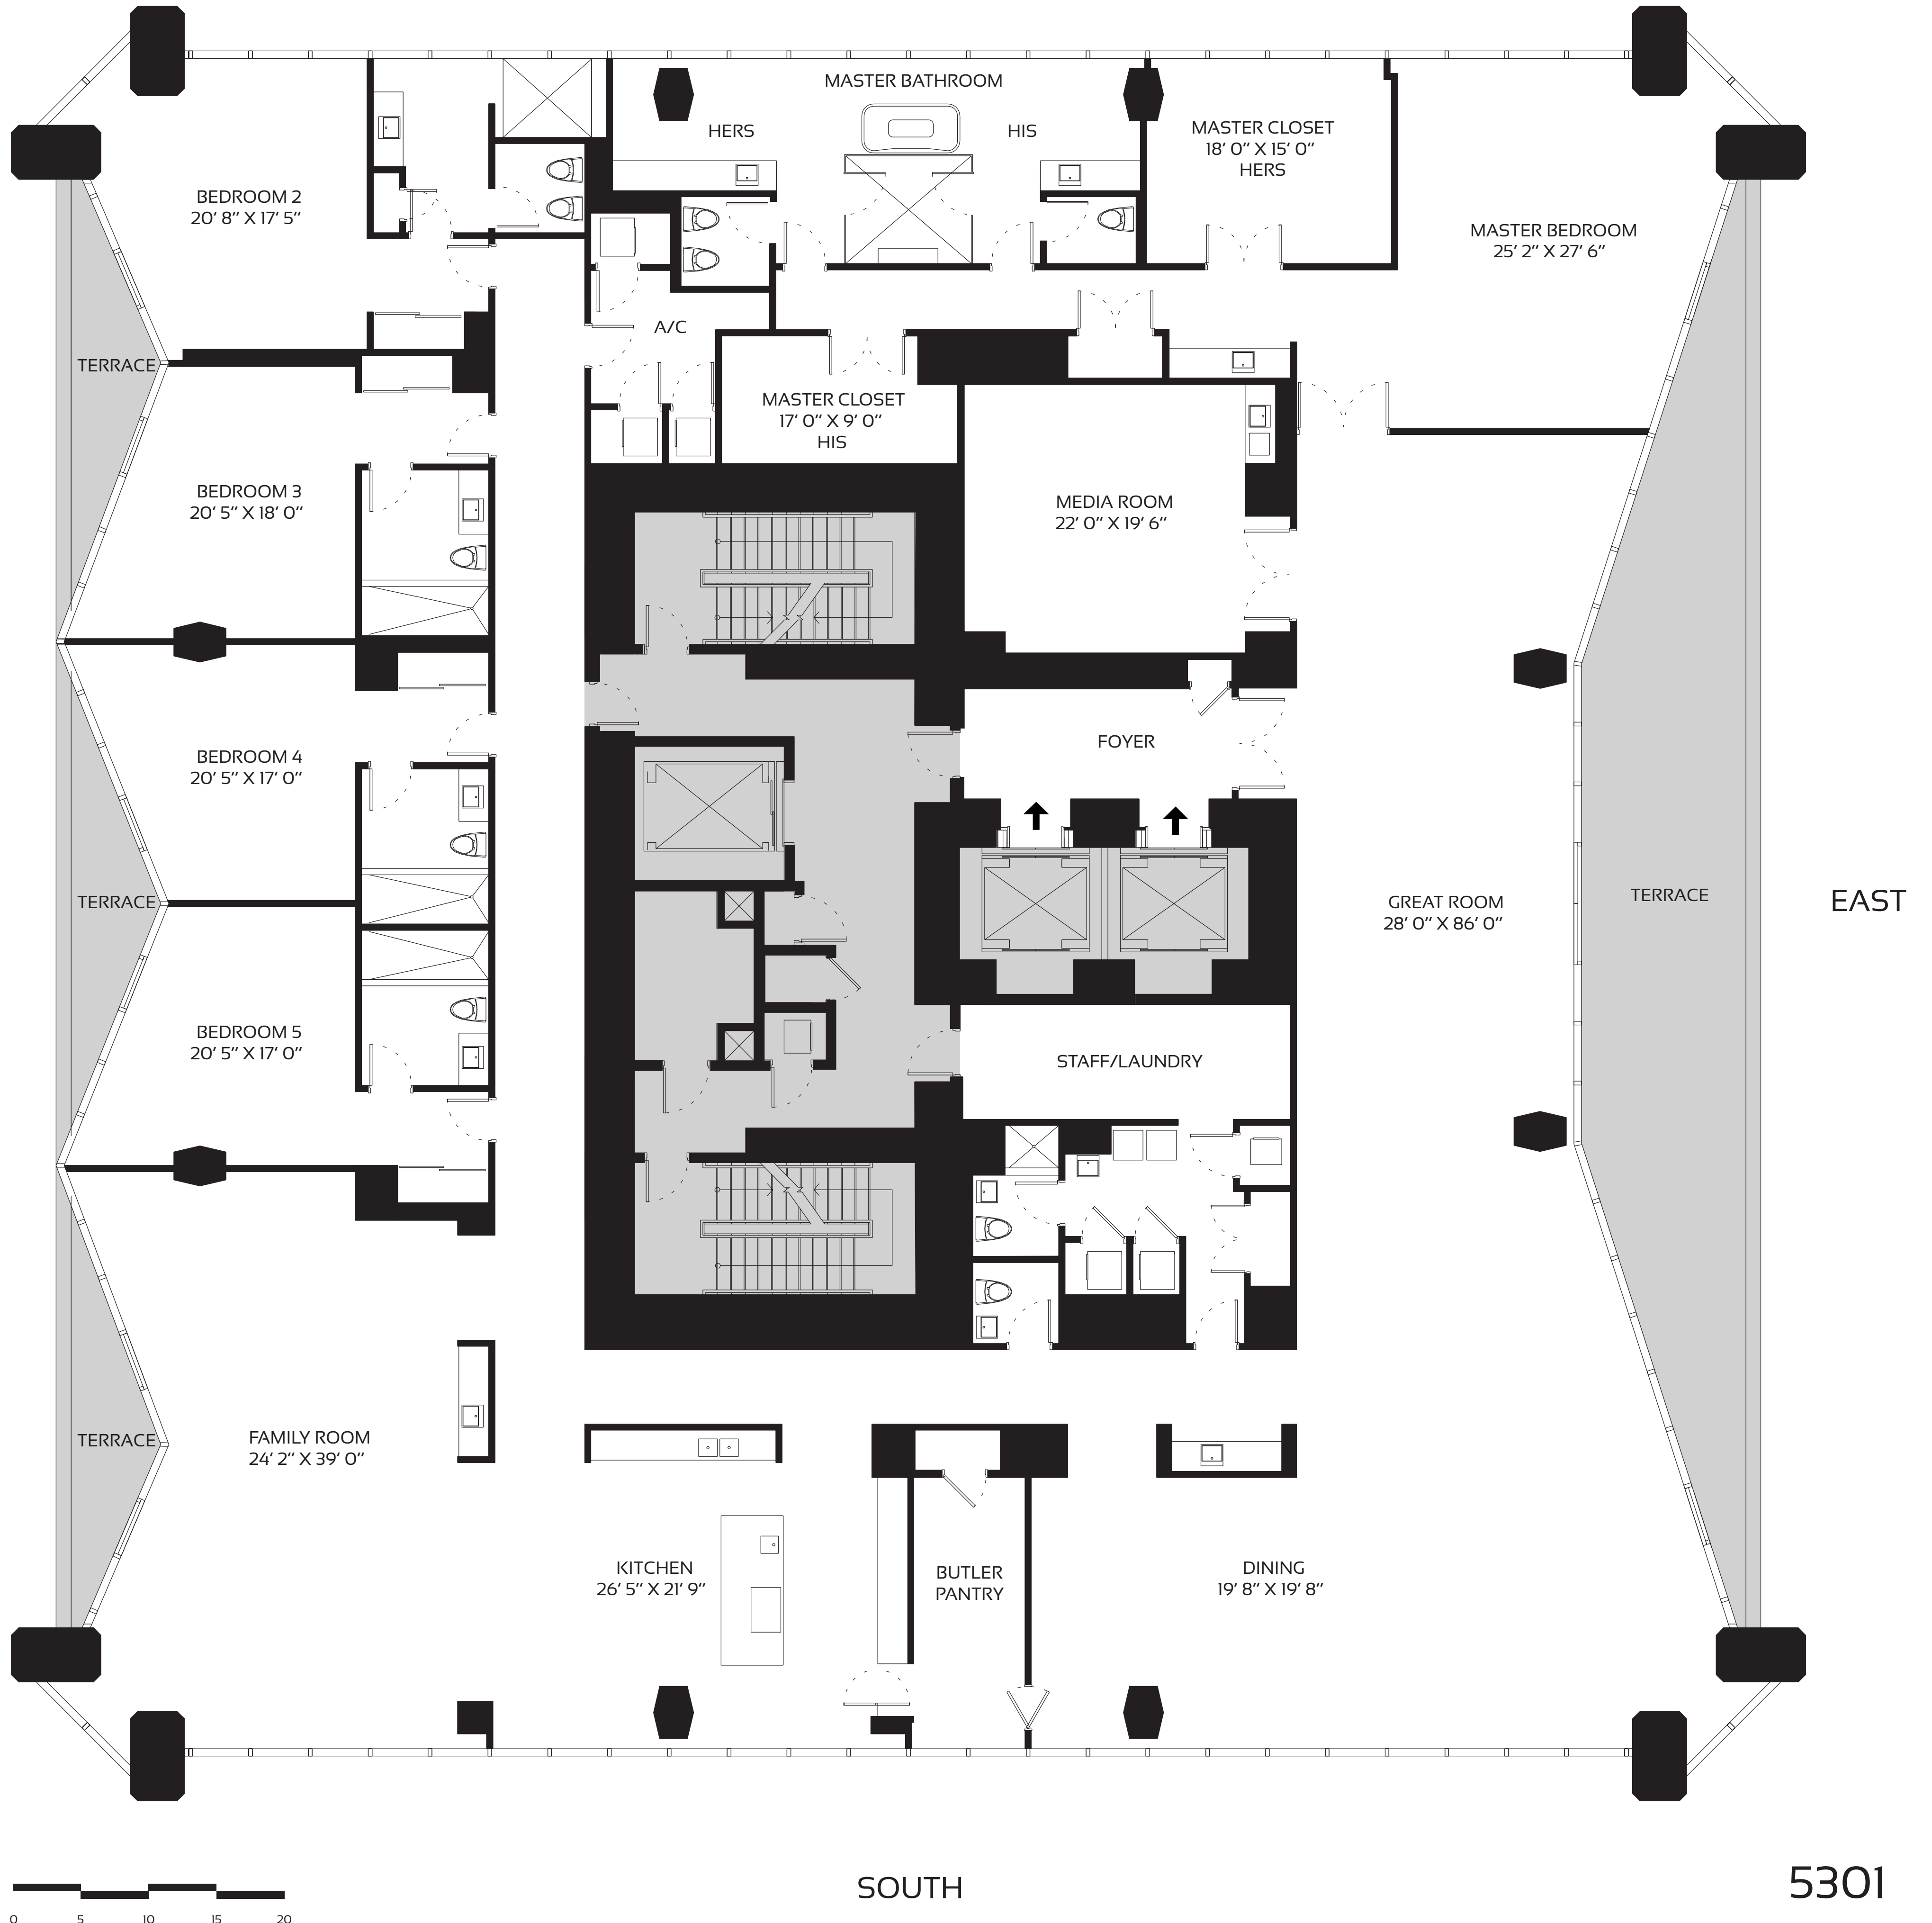 MASTER BATHROOM
HERS
HIS
MASTER CLOSET
18' 0" X 15' 0"
HERS
BEDROOM 2
20' 8" X 17' 5"
MASTER BEDROOM
25' 2" X 27' 6"
A/C
TERRACE
MASTER CLOSET
17' 0" X 9' 0"
HIS
BEDROOM 3
20' 5" X 18' 0"
MEDIA ROOM
22' 0" X 19' 6"
FOYER
BEDROOM 4
20' 5" X 17' 0"
TERRACE
GREAT ROOM
28' 0" X 86' 0"
TERRACE
EAST
BEDROOM 5
20' 5" X 17' 0"
STAFF/LAUNDRY
TERRACE
FAMILY ROOM
24' 2" X 39' 0"
KITCHEN
26' 5" X 21' 9"
BUTLER
PANTRY
DINING
19' 8" X 19' 8"
SOUTH
5301
0 5 10 15 20